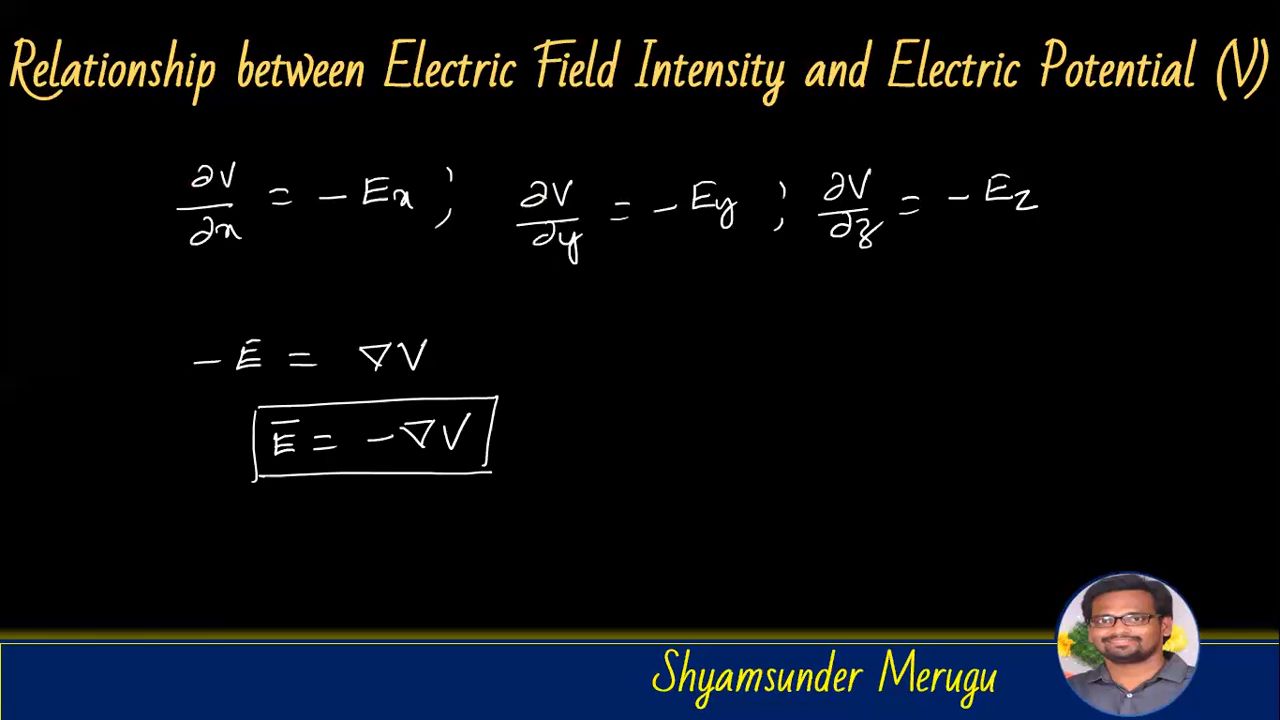 Relationship between Electric Field Intensity and Electric Potential (V)
∂V/∂x = - Ex ; ∂V/∂y = - Ey ; ∂V/∂z = - Ez
- E̅ = ∇V
E̅ = - ∇V
Shyamsunder Merugu